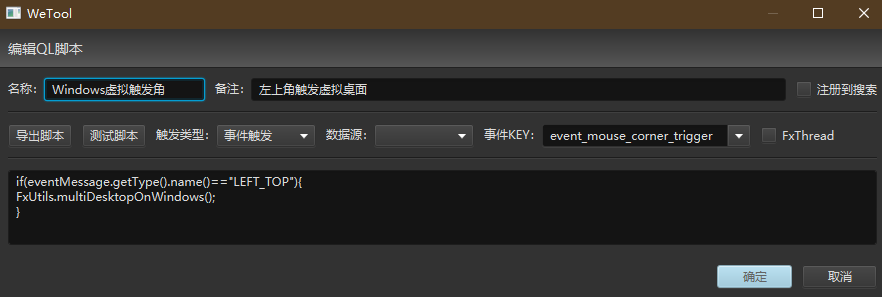 WeTool
编辑QL脚本
名称: Windows虚拟触发角 备注: 左上角触发虚拟桌面 注册到搜索
导出脚本 测试脚本 触发类型: 事件触发 数据源: 事件KEY: event_mouse_corner_trigger FxThread
if(eventMessage.getType().name()=="LEFT_TOP"){
FxUtils.multiDesktopOnWindows();
}
确定 取消